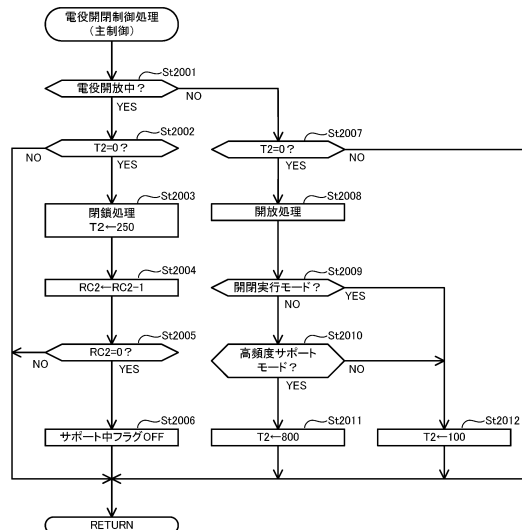 電役開閉制御処理
(主制御)
St2001
電役開放中?
NO
YES
St2002
T2=0?
NO
YES
St2007
T2=0?
NO
YES
St2003
閉鎖処理
T2←250
St2008
開放処理
St2004
RC2←RC2-1
St2009
開閉実行モード?
YES
NO
St2005
RC2=0?
NO
YES
St2010
高頻度サポート
モード?
NO
YES
St2006
サポート中フラグOFF
St2011
T2←800
St2012
T2←100
RETURN